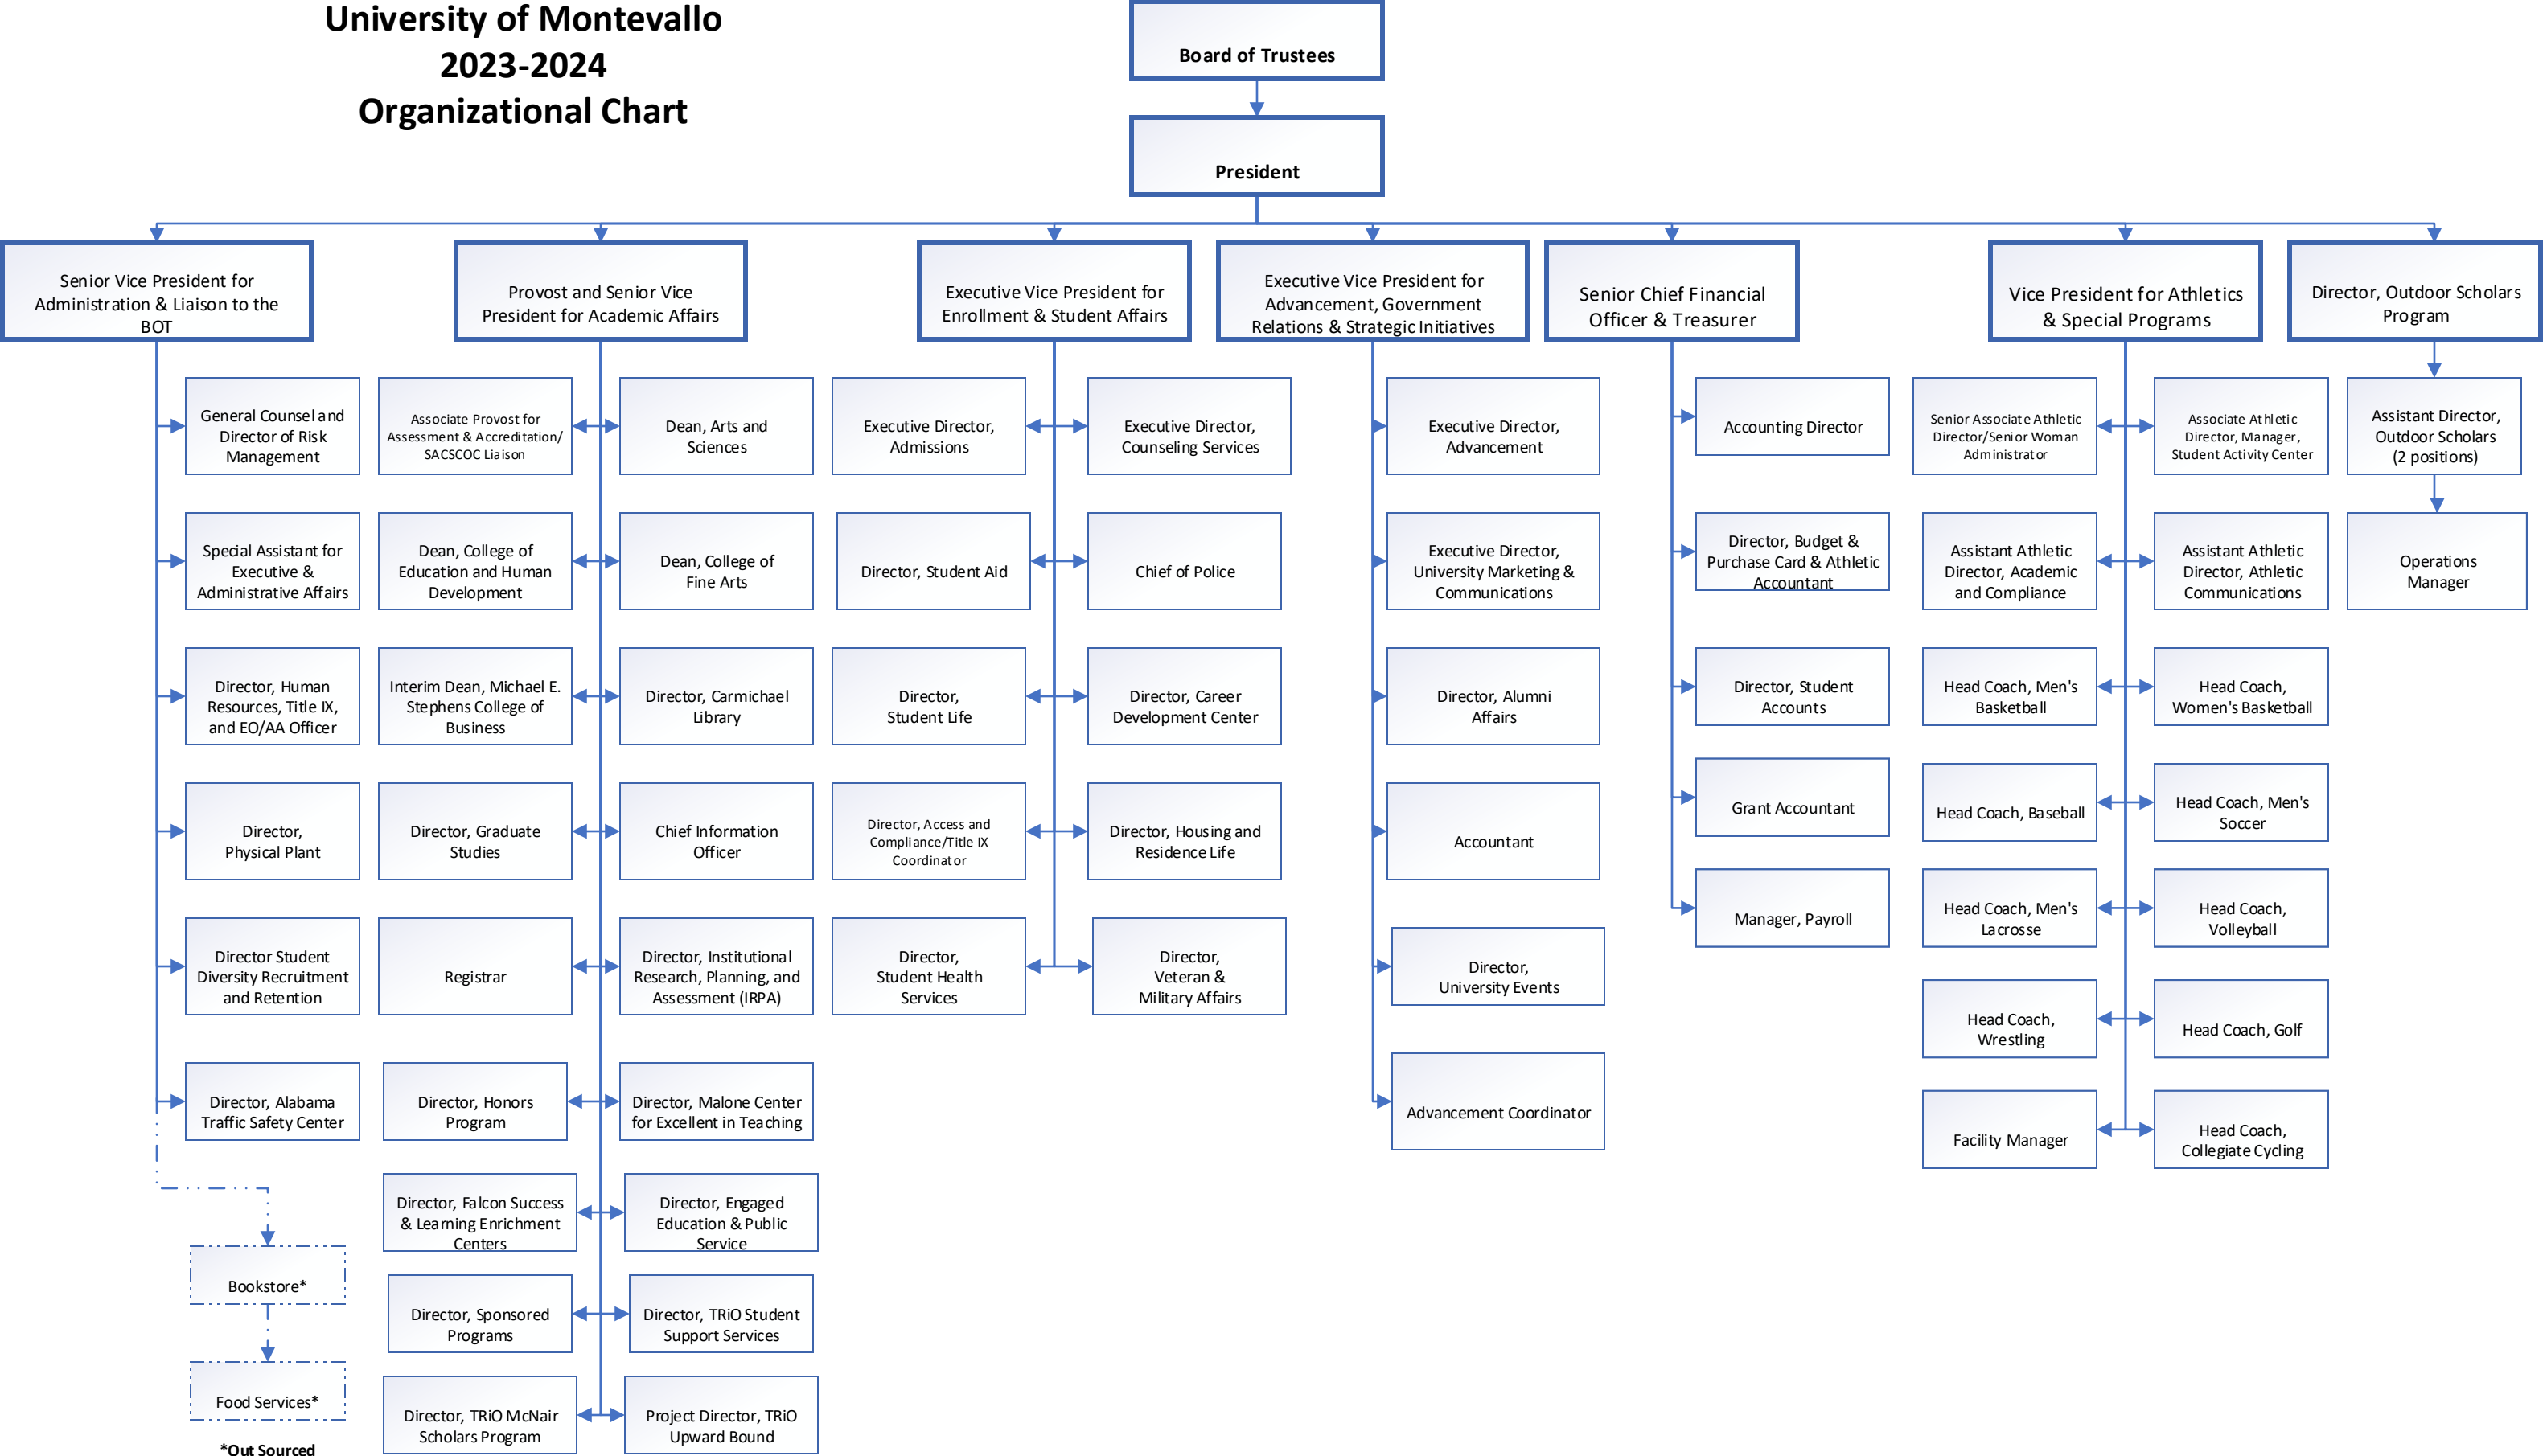 University of Montevallo
2023-2024
Organizational Chart
Board of Trustees
President
Senior Vice President for
Administration & Liaison to the
BOT
Provost and Senior Vice
President for Academic Affairs
Executive Vice President for
Enrollment & Student Affairs
Executive Vice President for
Advancement, Government
Relations & Strategic Initiatives
Senior Chief Financial
Officer & Treasurer
Vice President for Athletics
& Special Programs
Director, Outdoor Scholars
Program
General Counsel and
Director of Risk
Management
Special Assistant for
Executive &
Administrative Affairs
Director, Human
Resources, Title IX,
and EO/AA Officer
Director,
Physical Plant
Director Student
Diversity Recruitment
and Retention
Director, Alabama
Traffic Safety Center
Bookstore*
Food Services*
*Out Sourced
Associate Provost for
Assessment & Accreditation/
SACSCOC Liaison
Dean, Arts and
Sciences
Dean, College of
Education and Human
Development
Dean, College of
Fine Arts
Interim Dean, Michael E.
Stephens College of
Business
Director, Carmichael
Library
Director, Graduate
Studies
Chief Information
Officer
Registrar
Director, Institutional
Research, Planning, and
Assessment (IRPA)
Director, Honors
Program
Director, Malone Center
for Excellent in Teaching
Director, Falcon Success
& Learning Enrichment
Centers
Director, Engaged
Education & Public
Service
Director, Sponsored
Programs
Director, TRiO Student
Support Services
Director, TRiO McNair
Scholars Program
Project Director, TRiO
Upward Bound
Executive Director,
Admissions
Executive Director,
Counseling Services
Director, Student Aid
Chief of Police
Director,
Student Life
Director, Career
Development Center
Director, Access and
Compliance/Title IX
Coordinator
Director, Housing and
Residence Life
Director,
Student Health
Services
Director,
Veteran &
Military Affairs
Executive Director,
Advancement
Executive Director,
University Marketing &
Communications
Director, Alumni
Affairs
Accountant
Director,
University Events
Advancement Coordinator
Accounting Director
Director, Budget &
Purchase Card & Athletic
Accountant
Director, Student
Accounts
Grant Accountant
Manager, Payroll
Senior Associate Athletic
Director/Senior Woman
Administrator
Associate Athletic
Director, Manager,
Student Activity Center
Assistant Athletic
Director, Academic
and Compliance
Assistant Athletic
Director, Athletic
Communications
Head Coach, Men's
Basketball
Head Coach,
Women's Basketball
Head Coach, Baseball
Head Coach, Men's
Soccer
Head Coach, Men's
Lacrosse
Head Coach,
Volleyball
Head Coach,
Wrestling
Head Coach, Golf
Facility Manager
Head Coach,
Collegiate Cycling
Assistant Director,
Outdoor Scholars
(2 positions)
Operations
Manager